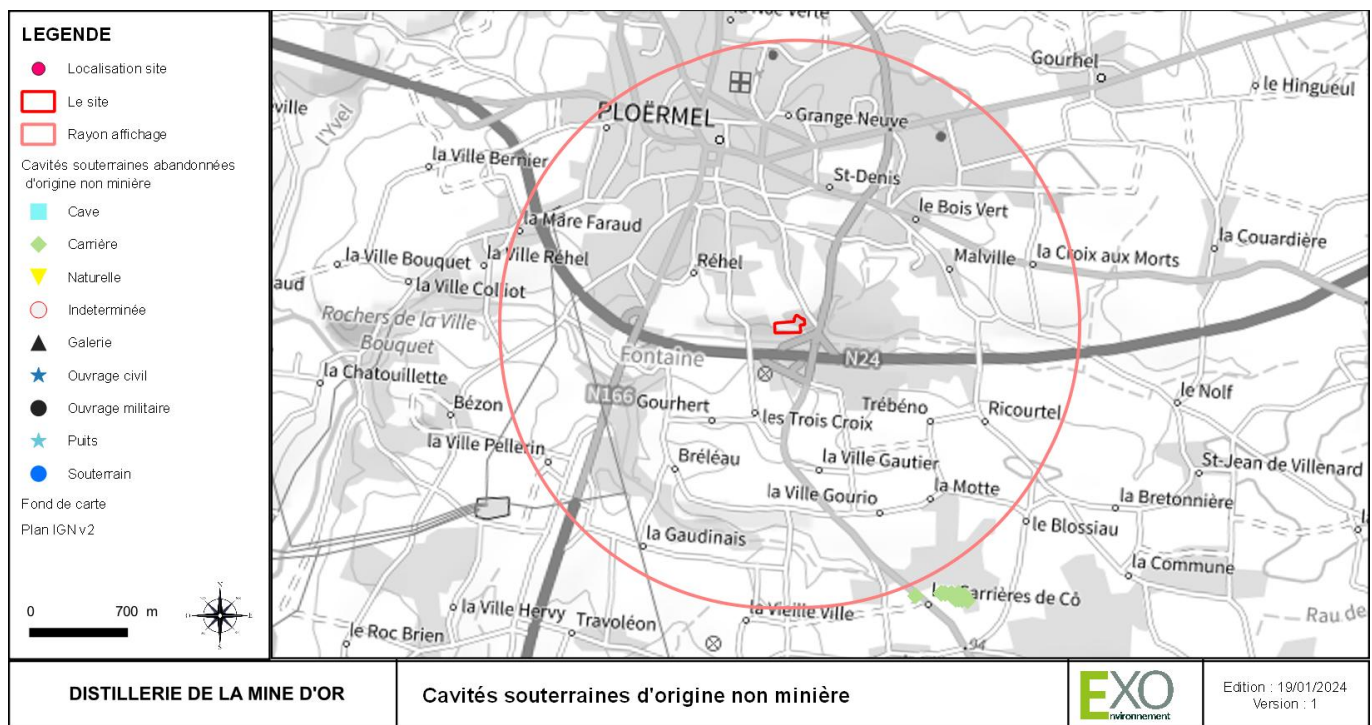 LEGENDE
Localisation site
Le site
Rayon affichage
Cavités souterraines abandonnées
d'origine non minière
Cave
Carrière
Naturelle
Indeterminée
Galerie
Ouvrage civil
Ouvrage militaire
Puits
Souterrain
Fond de carte
Plan IGN v2
0 700 m
Gourhel
le Hingueul
PLOËRMEL
Grange Neuve
l'Yvel
la Ville Bernier
St-Denis
le Bois Vert
la Mare Faraud
la Couardière
la Ville Bouquet
la Ville Réhel
Réhel
Malville
la Croix aux Morts
la Ville Colliot
Rochers de la Ville
Bouquet
Fontaine
N24
la Chatouillette
N166
le Nolf
Bézon
Gourhert
les Trois Croix
Trébéno
Ricourtel
la Ville Pellerin
Bréléau
la Ville Gautier
St-Jean de Villenard
la Ville Gourio
la Motte
la Bretonnière
le Blossiau
la Gaudinais
la Commune
Carrières de Cô
la Ville Hervy
la Vieille Ville
Travoléon
Rau de
le Roc Brien
94
DISTILLERIE DE LA MINE D'OR
Cavités souterraines d'origine non minière
EXO
nvironnement
Edition : 19/01/2024
Version : 1